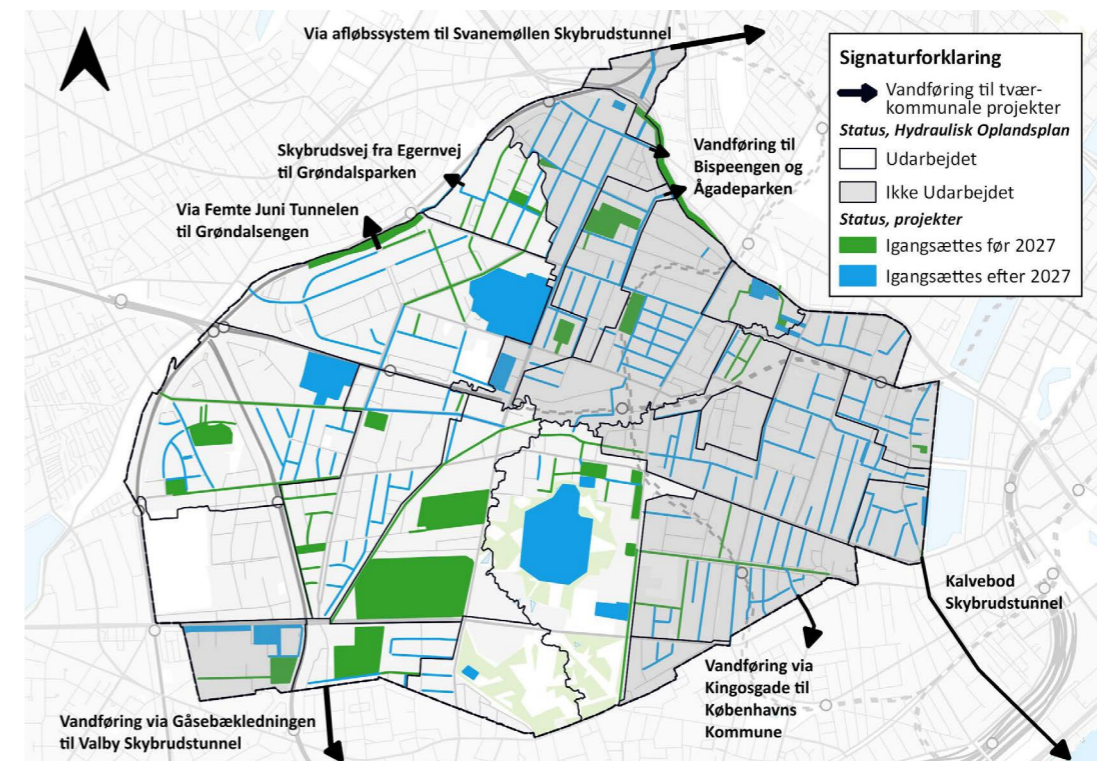 Via afløbssystem til Svanemøllen Skybrudstunnel
Skybrudsvej fra Egernvej
til Grøndalsparken
Via Femte Juni Tunnelen
til Grøndalsengen
Vandføring til
Bispeengen og
Ågadeparken
Signaturforklaring
Vandføring til tvær-
kommunale projekter
Status, Hydraulisk Oplandsplan
Udarbejdet
Ikke Udarbejdet
Status, projekter
Igangsættes før 2027
Igangsættes efter 2027
Kalvebod
Skybrudstunnel
Vandføring via
Kingosgade til
Københavns
Kommune
Vandføring via Gåsebækledningen
til Valby Skybrudstunnel